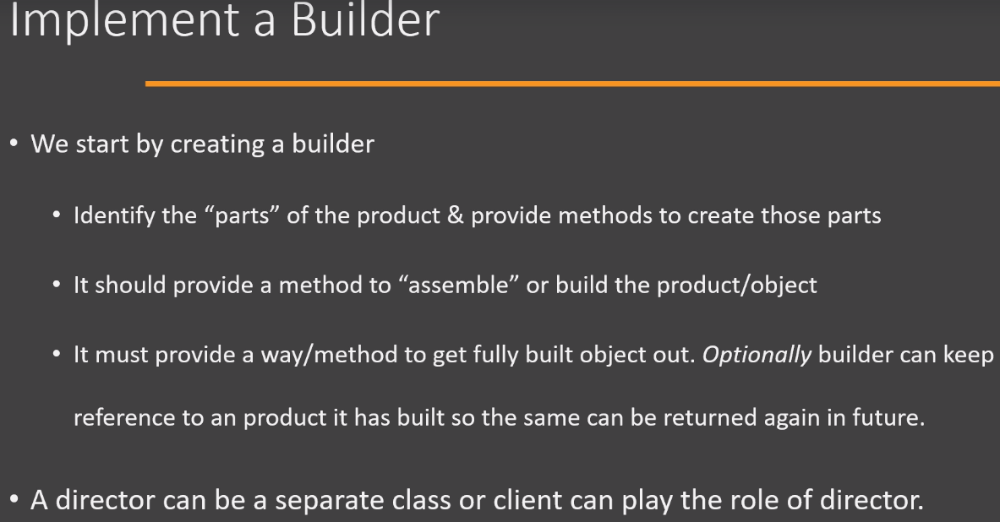 Implement a Builder
• We start by creating a builder
• Identify the “parts” of the product & provide methods to create those parts
• It should provide a method to “assemble” or build the product/object
• It must provide a way/method to get fully built object out. Optionally builder can keep
reference to an product it has built so the same can be returned again in future.
• A director can be a separate class or client can play the role of director.